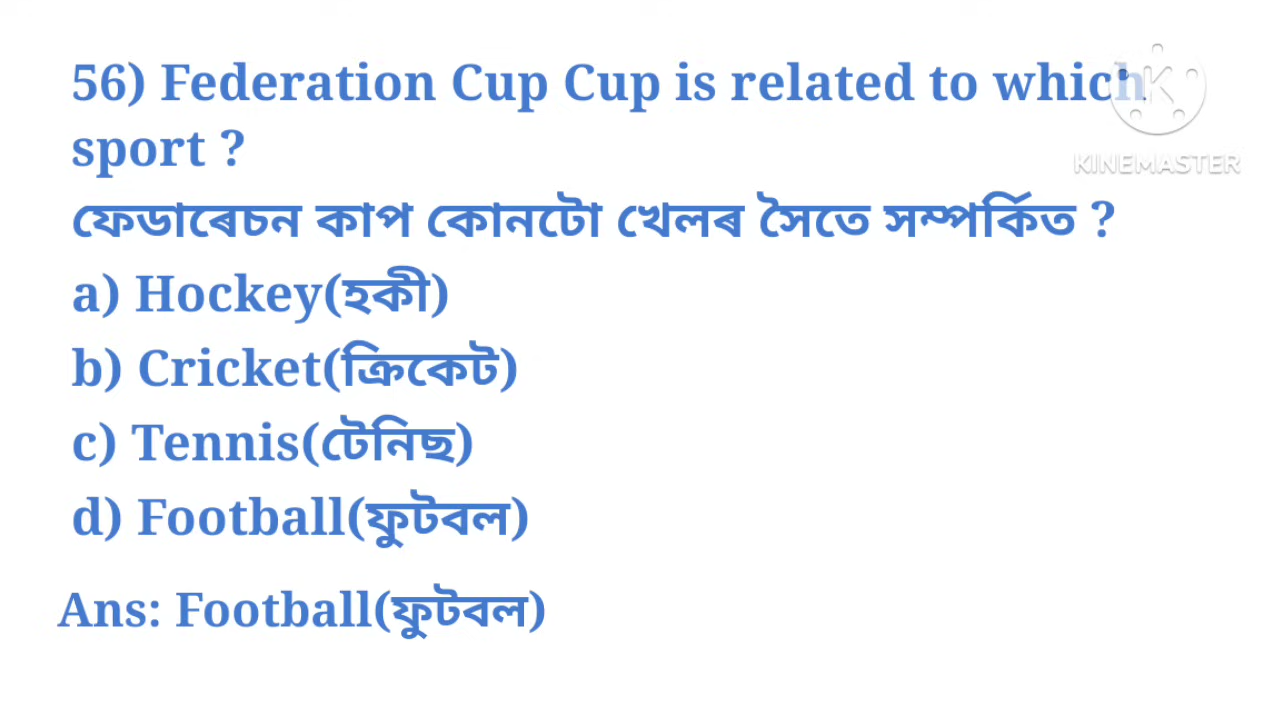 56) Federation Cup Cup is related to which
sport ?
ফেডাৰেচন কাপ কোনটো খেলৰ সৈতে সম্পৰ্কিত ?
a) Hockey(হকী)
b) Cricket(ক্ৰিকেট)
c) Tennis(টেনিছ)
d) Football(ফুটবল)
Ans: Football(ফুটবল)
K
KINEMASTER